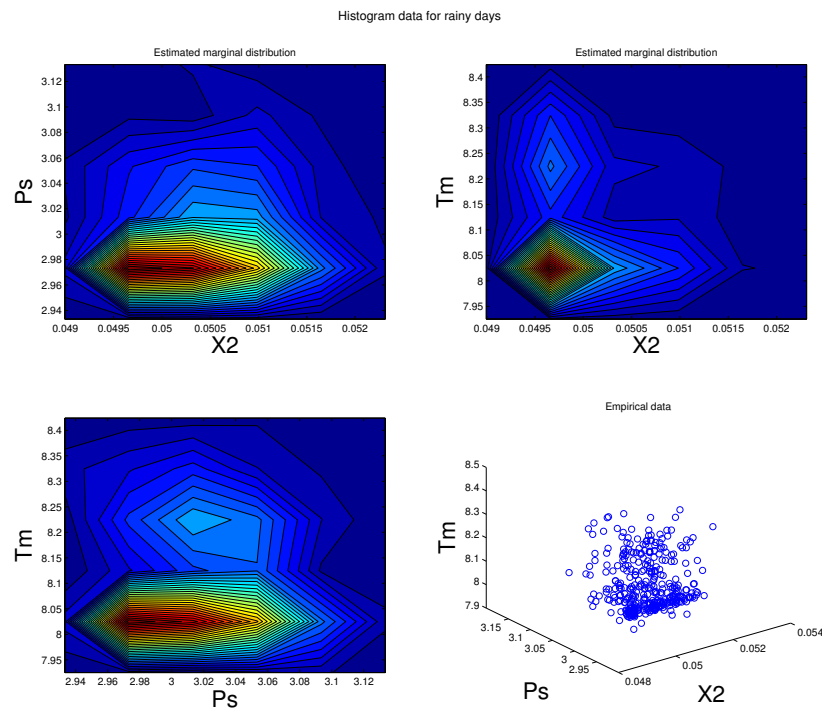 Histogram data for rainy days
Estimated marginal distribution
3.12
3.1
3.08
3.06
3.04
3.02
3
2.98
2.96
2.94
Ps
0.049 0.0495 0.05 0.0505 0.051 0.0515 0.052
X2
Estimated marginal distribution
8.4
8.35
8.3
8.25
8.2
8.15
8.1
8.05
8
7.95
Tm
0.049 0.0495 0.05 0.0505 0.051 0.0515 0.052
X2
8.4
8.35
8.3
8.25
8.2
8.15
8.1
8.05
8
7.95
Tm
2.94 2.96 2.98 3 3.02 3.04 3.06 3.08 3.1 3.12
Ps
Empirical data
8.5
8.4
8.3
8.2
8.1
8
7.9
Tm
3.15
3.1
3.05
3
2.95
Ps
0.048
0.05
0.052
0.054
X2